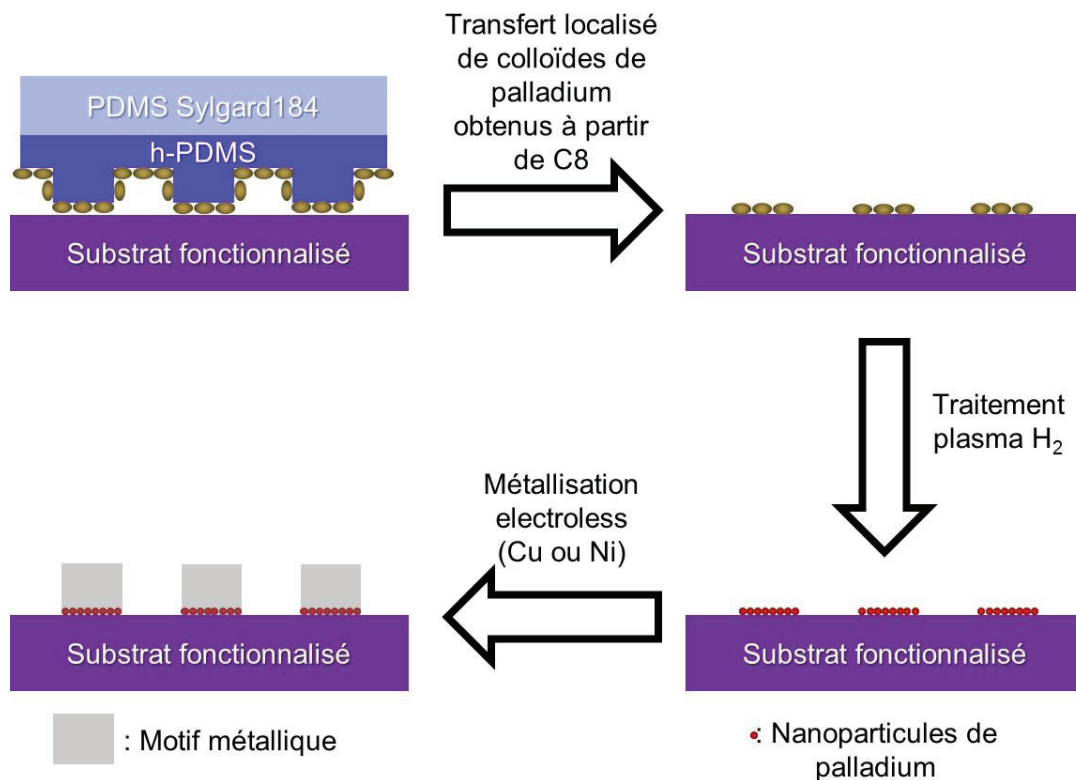 PDMS Sylgard184
h-PDMS
Substrat fonctionnalisé
Transfert localisé
de colloïdes de
palladium
obtenus à partir
de C8
Substrat fonctionnalisé
Traitement
plasma H₂
Métallisation
electroless
(Cu ou Ni)
Substrat fonctionnalisé
Substrat fonctionnalisé
: Motif métallique
: Nanoparticules de
palladium